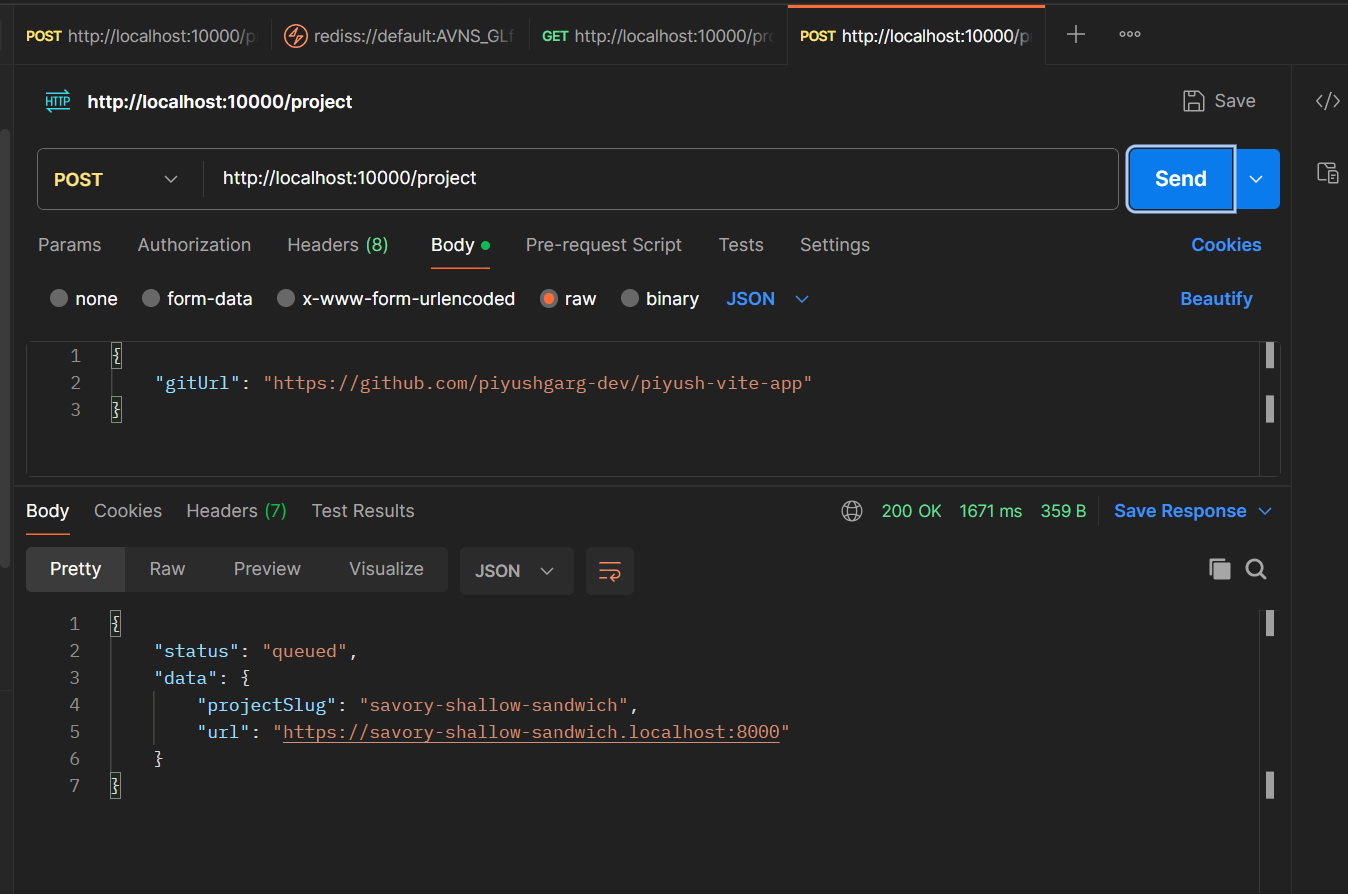 POST http://localhost:10000/p
rediss://default:AVNS_GLf
GET http://localhost:10000/pro
POST http://localhost:10000/p
HTTP http://localhost:10000/project
Save
POST http://localhost:10000/project
Send
Params Authorization Headers (8) Body Pre-request Script Tests Settings Cookies
none form-data x-www-form-urlencoded raw binary JSON Beautify
1 {
2 "gitUrl": "https://github.com/piyushgarg-dev/piyush-vite-app"
3 }
Body Cookies Headers (7) Test Results 200 OK 1671 ms 359 B Save Response
Pretty Raw Preview Visualize JSON
1 {
2 "status": "queued",
3 "data": {
4 "projectSlug": "savory-shallow-sandwich",
5 "url": "https://savory-shallow-sandwich.localhost:8000"
6 }
7 }